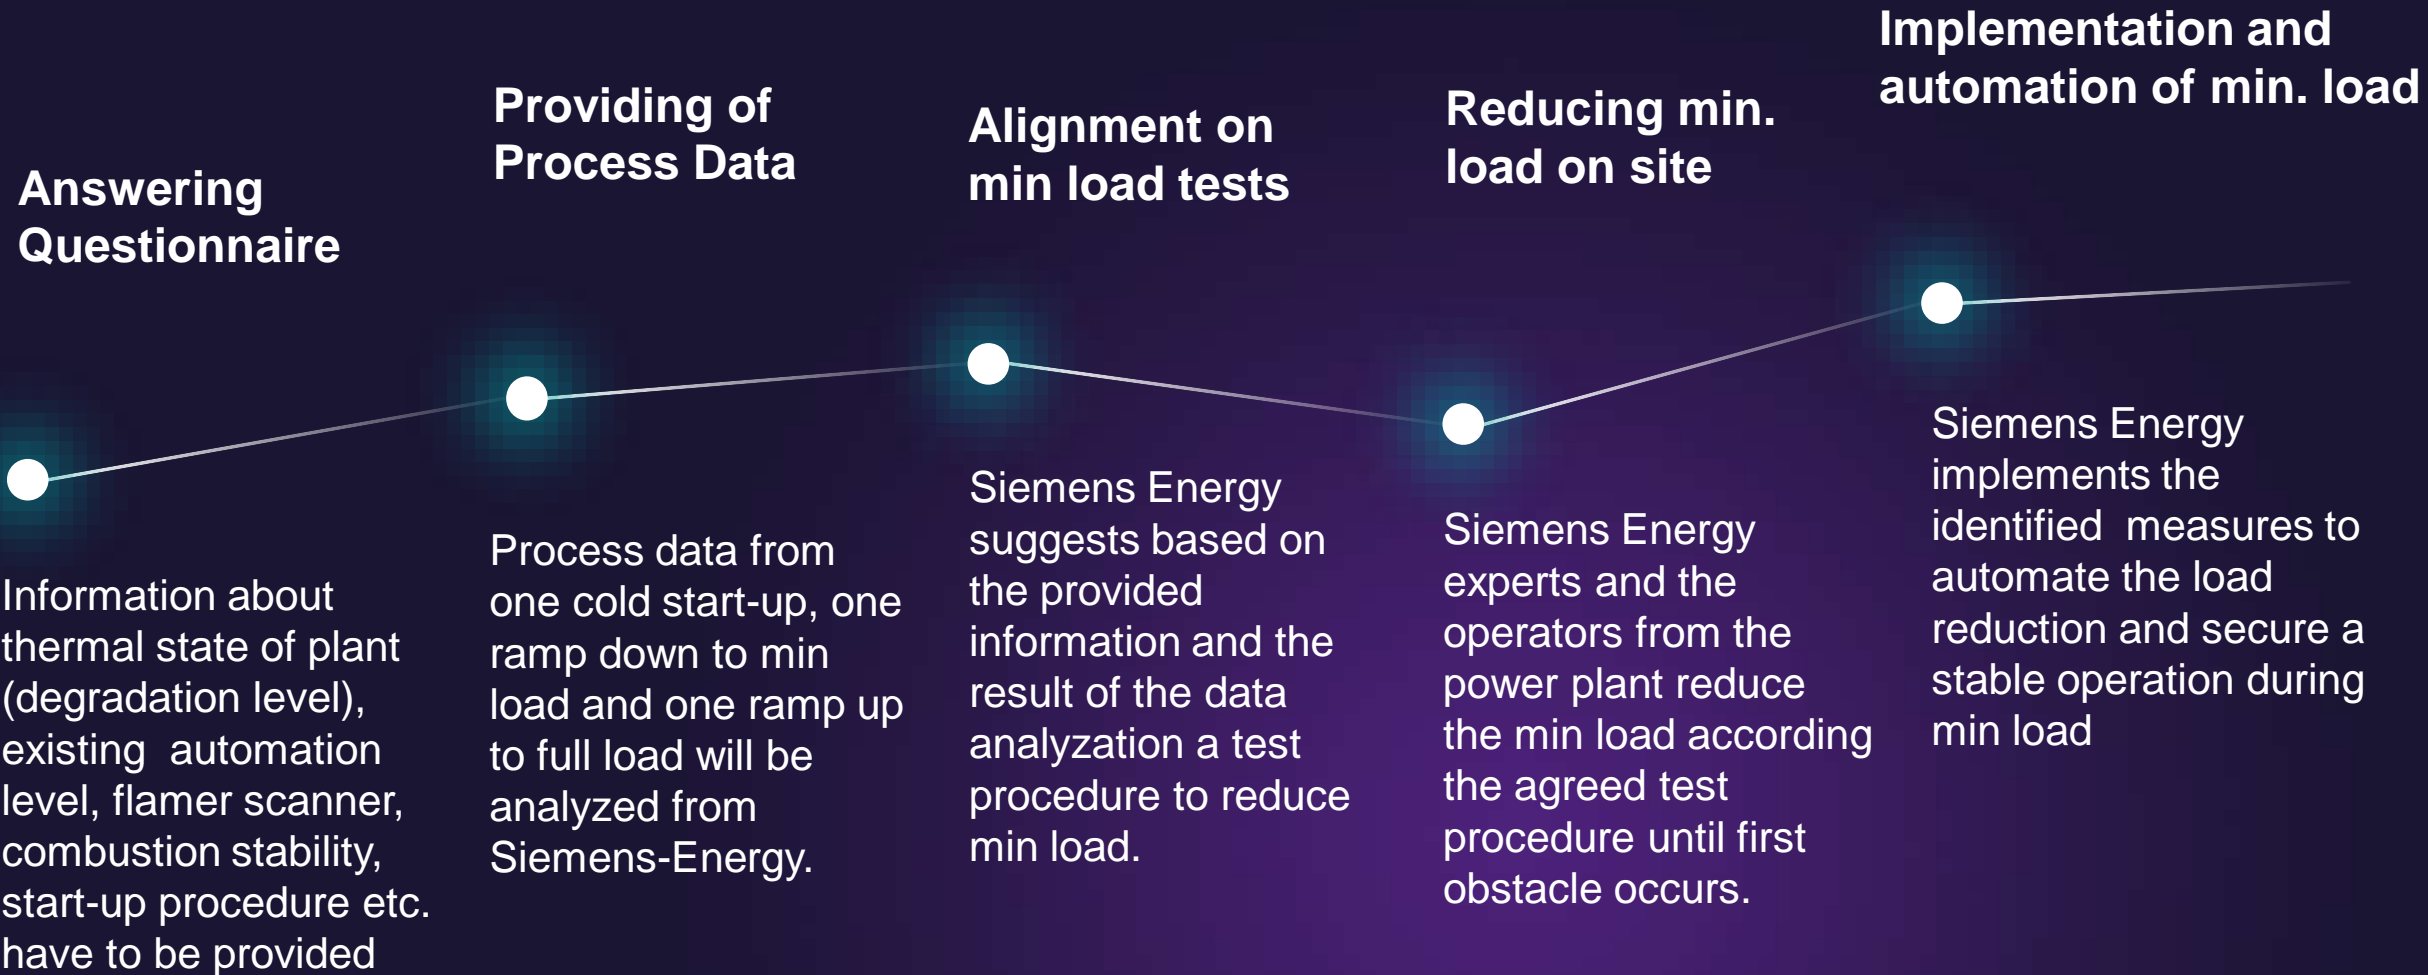 Answering
Questionnaire
Information about
thermal state of plant
(degradation level),
existing  automation
level, flamer scanner,
combustion stability,
start-up procedure etc.
have to be provided
Providing of
Process Data
Process data from
one cold start-up, one
ramp down to min
load and one ramp up
to full load will be
analyzed from
Siemens-Energy.
Alignment on
min load tests
Siemens Energy
suggests based on
the provided
information and the
result of the data
analyzation a test
procedure to reduce
min load.
Reducing min.
load on site
Siemens Energy
experts and the
operators from the
power plant reduce
the min load according
the agreed test
procedure until first
obstacle occurs.
Implementation and
automation of min. load
Siemens Energy
implements the
identified  measures to
automate the load
reduction and secure a
stable operation during
min load